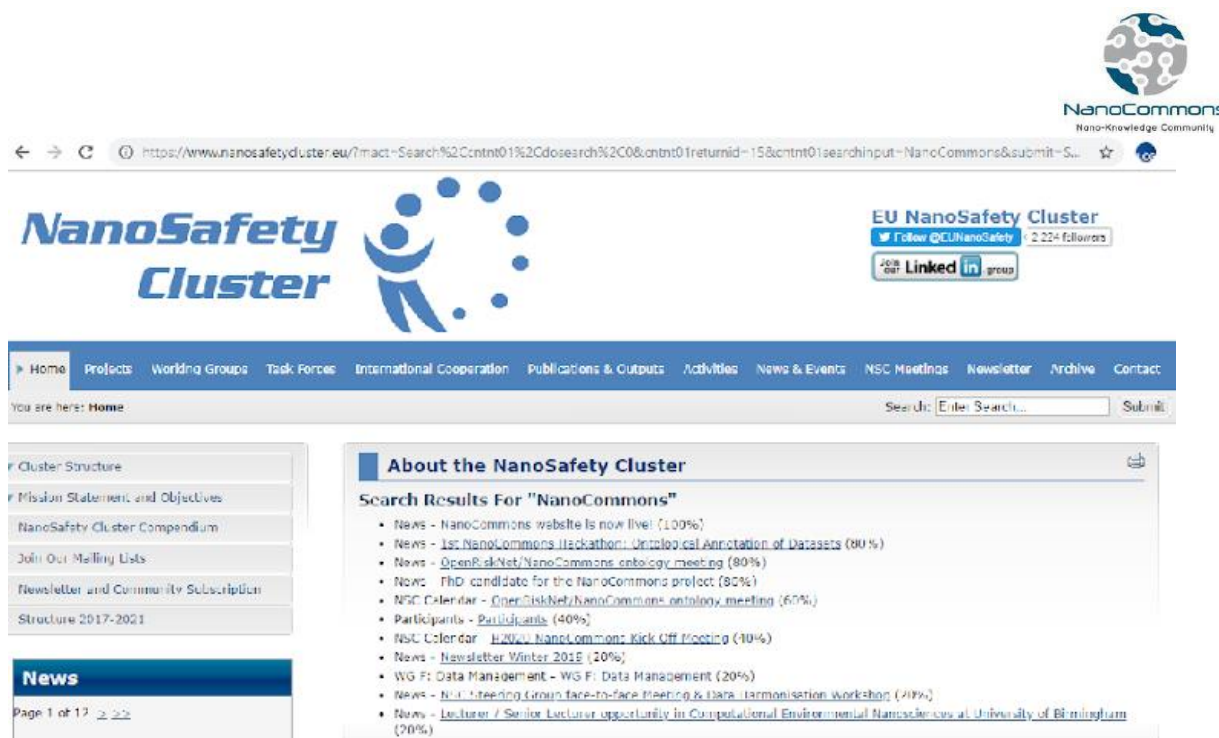 NanoCommons
Nano-Knowledge Community
https://www.nanosafetycluster.eu/?mact=Search%2Ccntnt01%2Cdosearch%2C0&cntnt01returnid=15&cntnt01searchinput=NanoCommons&submit=S...
NanoSafety
Cluster
EU NanoSafety Cluster
Follow @EUNanoSafety
2 224 followers
Join our Linked in group
Home Projects Working Groups Task Forces International Cooperation Publications & Outputs Activities News & Events NSC Meetings Newsletter Archive Contact
You are here: Home
Search: Enter Search... Submit
Cluster Structure
Mission Statement and Objectives
NanoSafety Cluster Compendium
Join Our Mailing Lists
Newsletter and Community Subscription
Structure 2017-2021
News
Page 1 of 12 > >>
About the NanoSafety Cluster
Search Results For "NanoCommons"
• News - NanoCommons website is now live! (100%)
• News - 1st NanoCommons Hackathon: Ontological Annotation of Datasets (80%)
• News - OpenRiskNet/NanoCommons ontology meeting (80%)
• News - PhD candidate for the NanoCommons project (80%)
• NSC Calendar - OpenRiskNet/NanoCommons ontology meeting (60%)
• Participants - Participants (40%)
• NSC Calendar - H2020 NanoCommons Kick Off Meeting (40%)
• News - Newsletter Winter 2019 (20%)
• WG F: Data Management - WG F: Data Management (20%)
• News - NSC Steering Group face-to-face Meeting & Data Harmonisation Workshop (20%)
• News - Lecturer / Senior Lecturer opportunity in Computational Environmental Nanosciences at University of Birmingham
(20%)